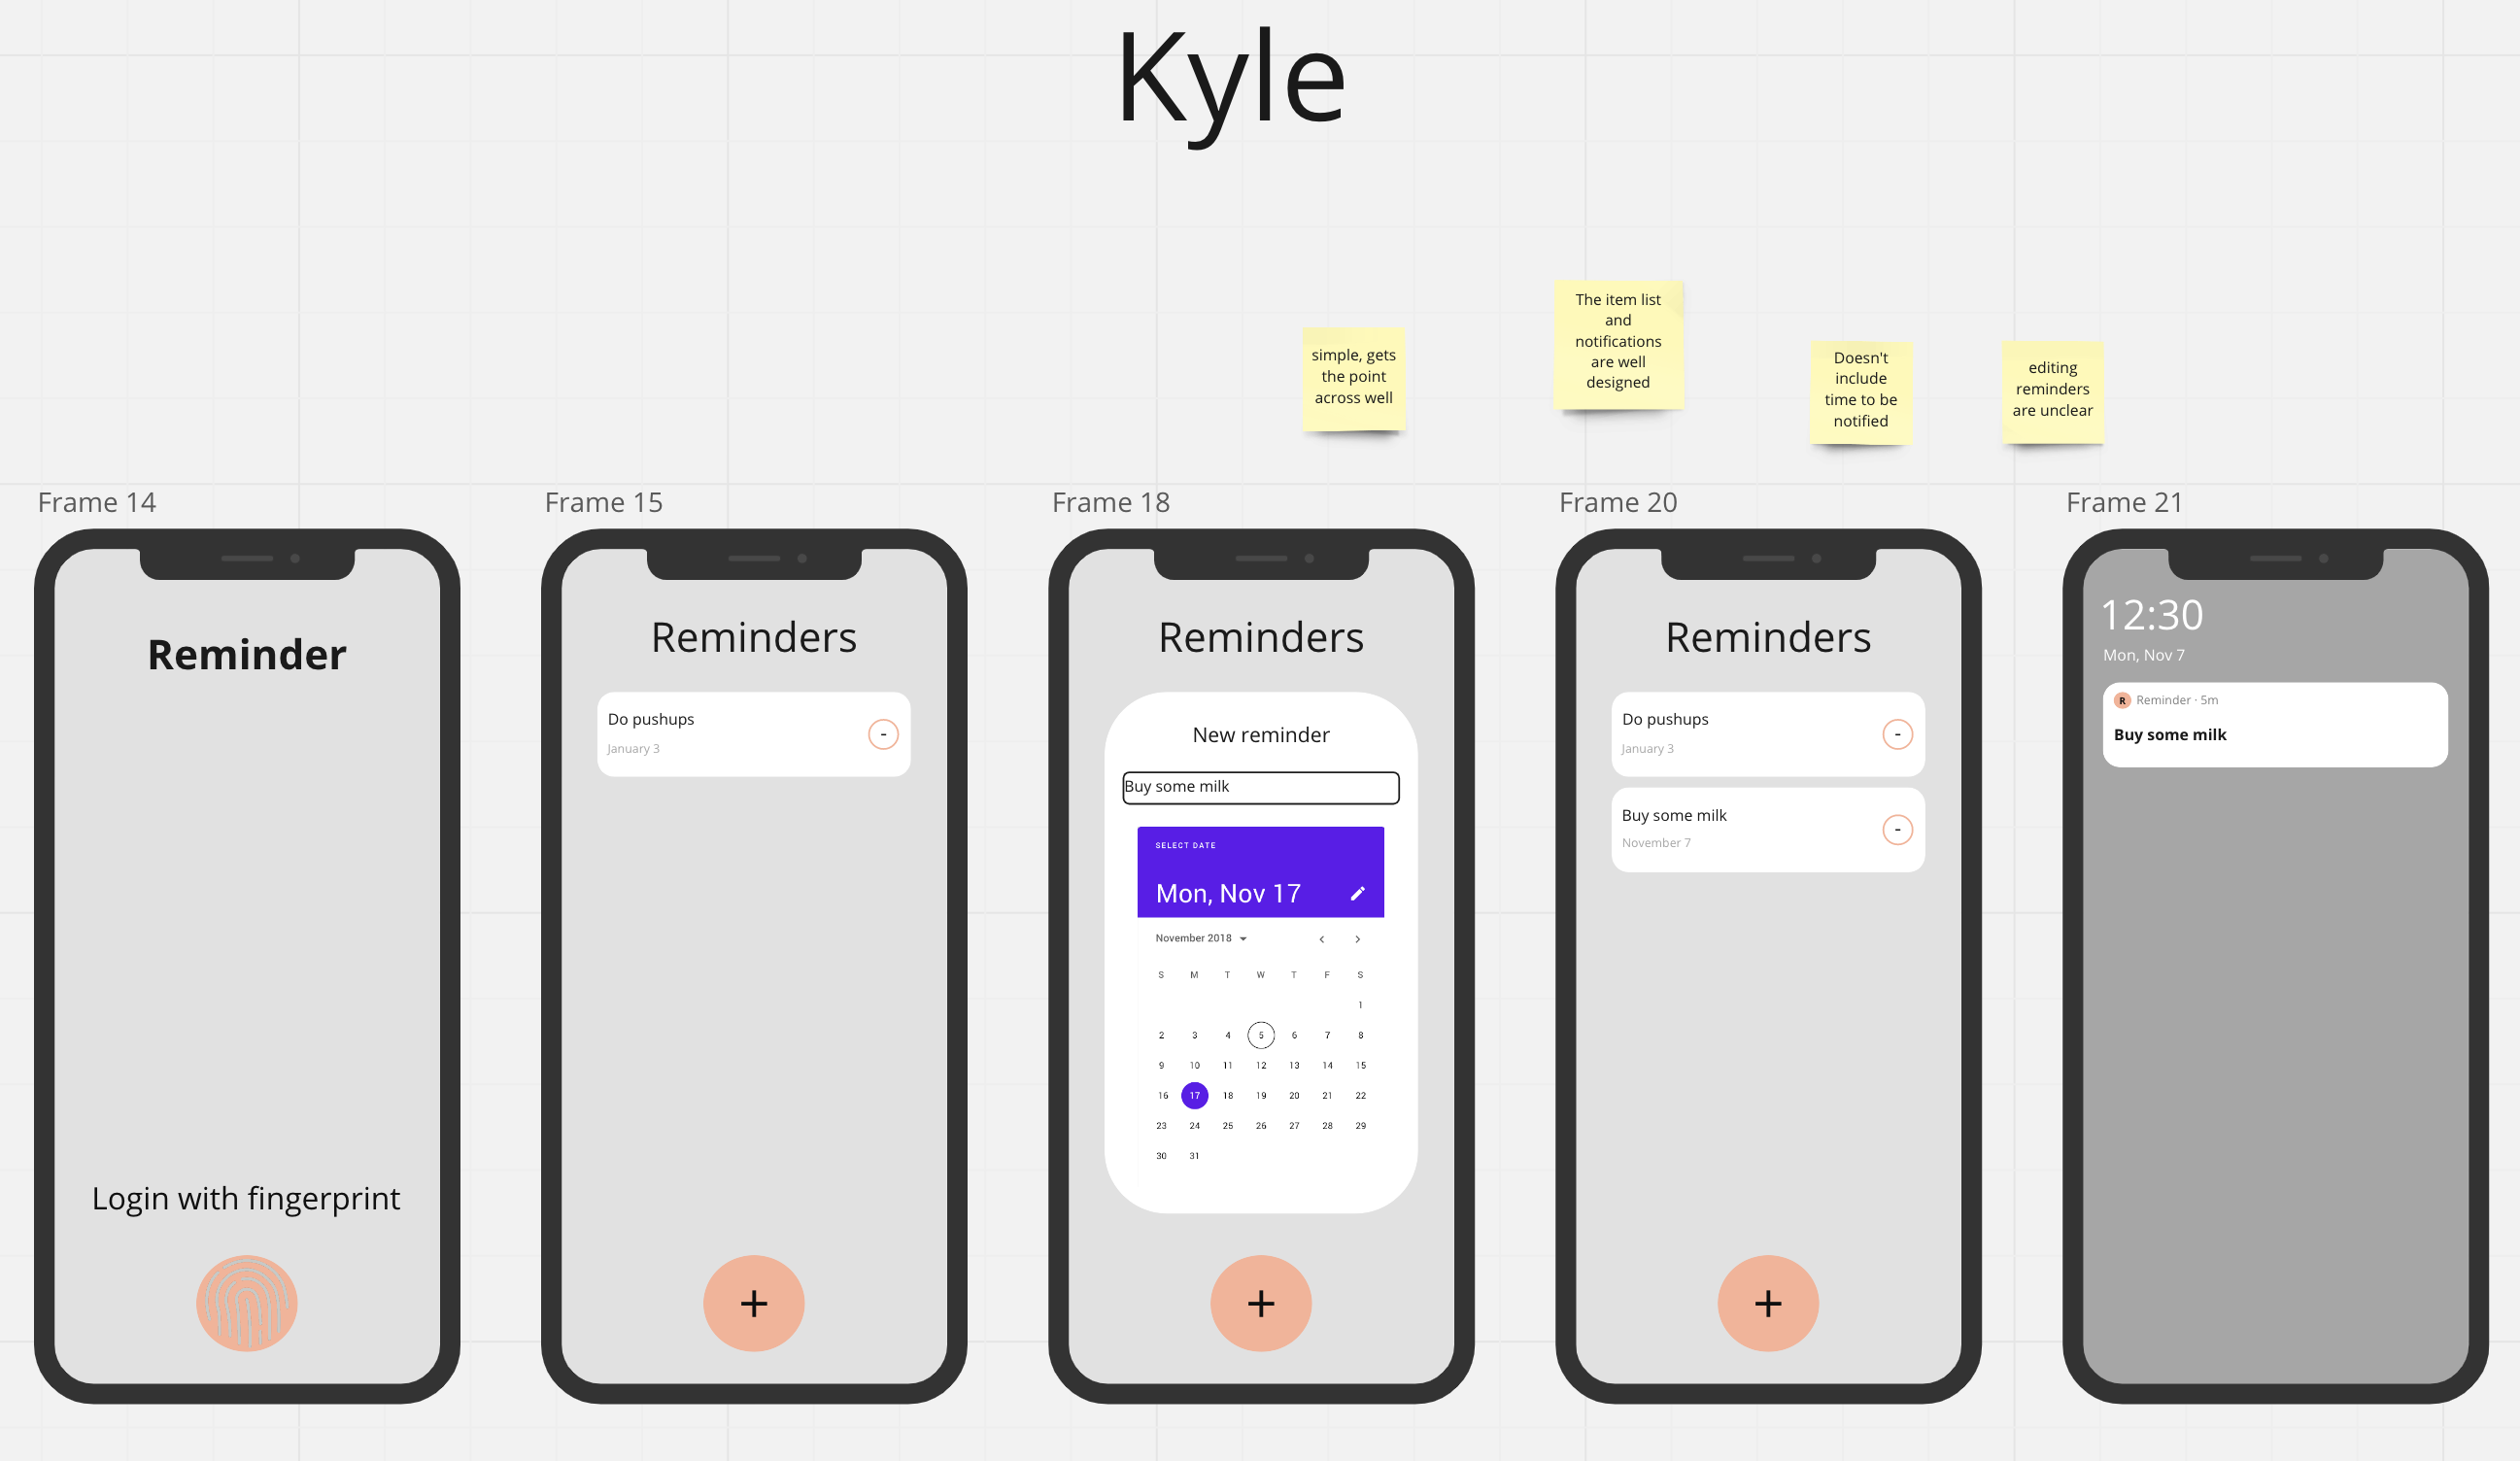 Kyle
simple, gets
the point
across well
The item list
and
notifications
are well
designed
Doesn't
include
time to be
notified
editing
reminders
are unclear
Frame 14
Reminder
Login with fingerprint
Frame 15
Reminders
Do pushups
January 3
-
+
Frame 18
Reminders
New reminder
Buy some milk
SELECT DATE
Mon, Nov 17
November 2018
S M T W T F S
1
2 3 4 5 6 7 8
9 10 11 12 13 14 15
16 17 18 19 20 21 22
23 24 25 26 27 28 29
30 31
+
Frame 20
Reminders
Do pushups
January 3
-
Buy some milk
November 7
-
+
Frame 21
12:30
Mon, Nov 7
R Reminder · 5m
Buy some milk